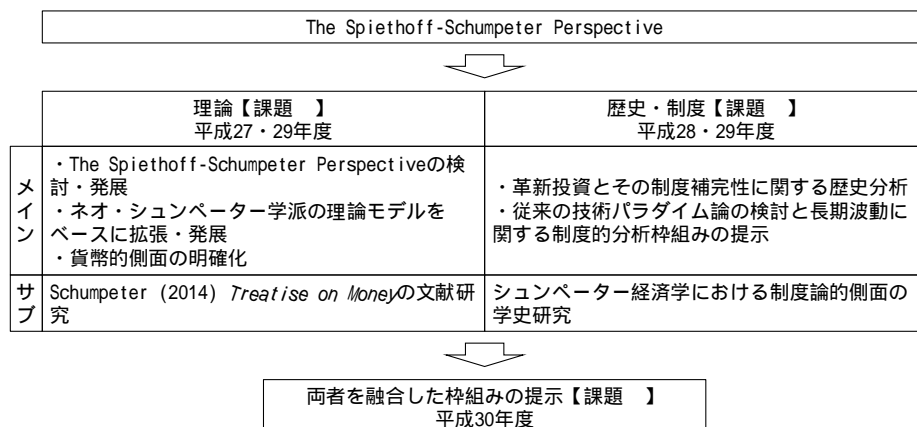 The Spiethoff-Schumpeter Perspective
理論【課題　】
平成27・29年度
歴史・制度【課題　】
平成28・29年度
メイン
・The Spiethoff-Schumpeter Perspectiveの検
討・発展
・ネオ・シュンペーター学派の理論モデルを
ベースに拡張・発展
・貨幣的側面の明確化
・革新投資とその制度補完性に関する歴史分析
・従来の技術パラダイム論の検討と長期波動に
関する制度的分析枠組みの提示
サブ
Schumpeter (2014) Treatise on Moneyの文献研
究
シュンペーター経済学における制度論的側面の
学史研究
両者を融合した枠組みの提示【課題　】
平成30年度